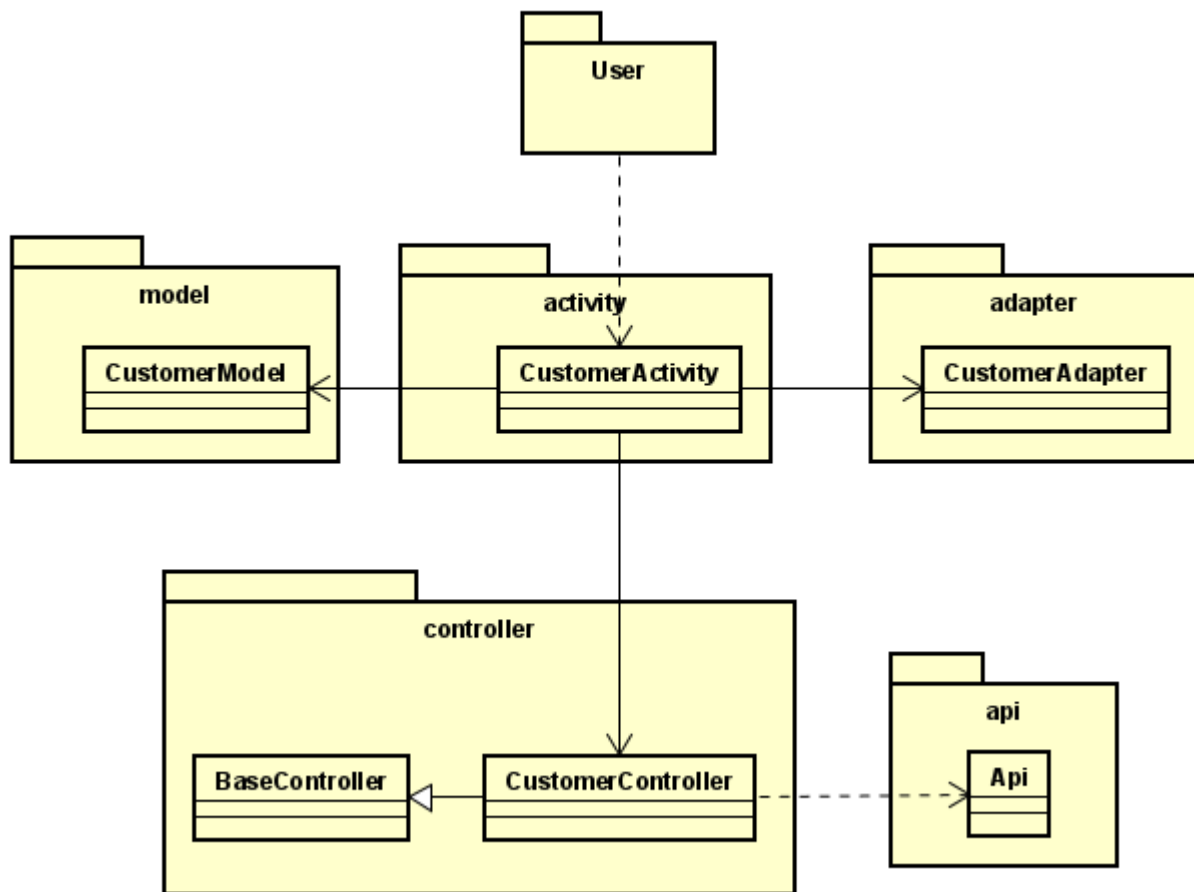 User
model
activity
adapter
CustomerModel
CustomerActivity
CustomerAdapter
controller
api
BaseController
CustomerController
Api